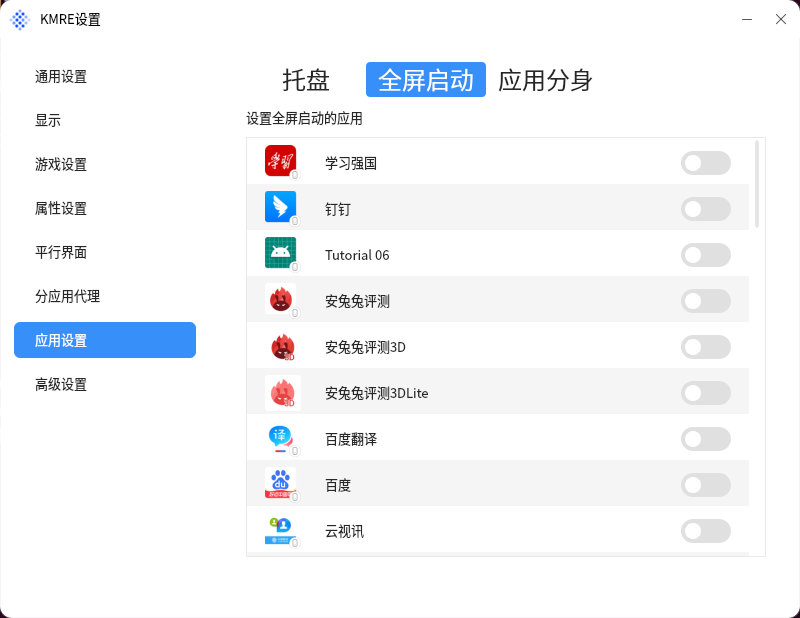 KMRE设置
通用设置
显示
游戏设置
属性设置
平行界面
分应用代理
应用设置
高级设置
托盘 全屏启动 应用分身
设置全屏启动的应用
学习强国
钉钉
Tutorial 06
安兔兔评测
安兔兔评测3D
安兔兔评测3DLite
百度翻译
百度
云视讯